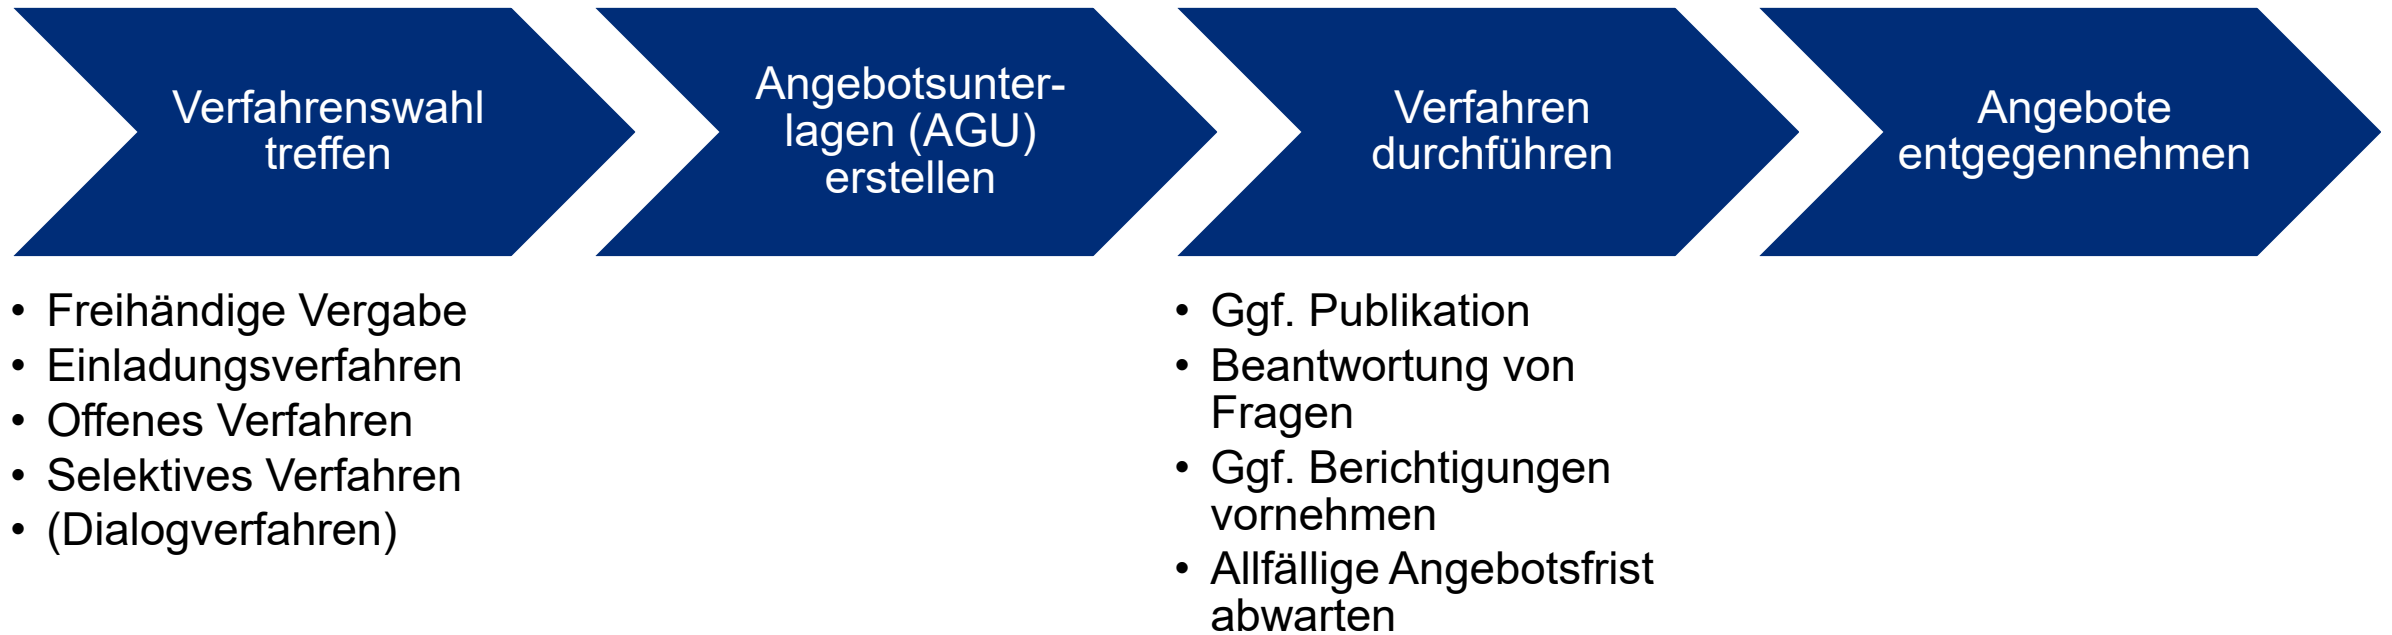 Verfahrenswahl
treffen
Angebotsunter-
lagen (AGU)
erstellen
Verfahren
durchführen
Angebote
entgegennehmen
• Freihändige Vergabe
• Einladungsverfahren
• Offenes Verfahren
• Selektives Verfahren
• (Dialogverfahren)
• Ggf. Publikation
• Beantwortung von
Fragen
• Ggf. Berichtigungen
vornehmen
• Allfällige Angebotsfrist
abwarten